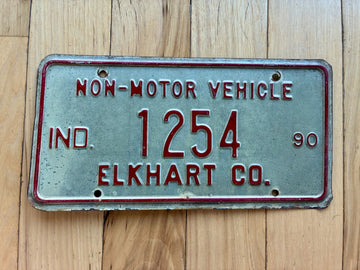 NON-MOTOR VEHICLE
IND. 1254 90
ELKHART CO.